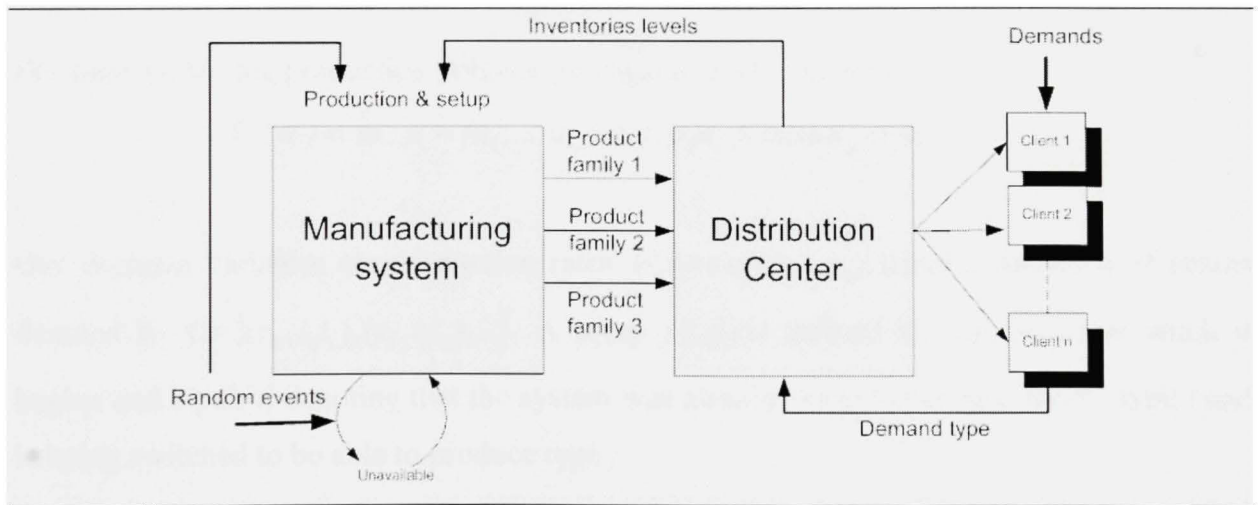 Inventories levels
Demands
Production & setup
Client 1
Product
family 1
Client 2
Product
family 2
Manufacturing
system
Distribution
Center
Product
family 3
Client n
Random events
Demand type
Unavailable